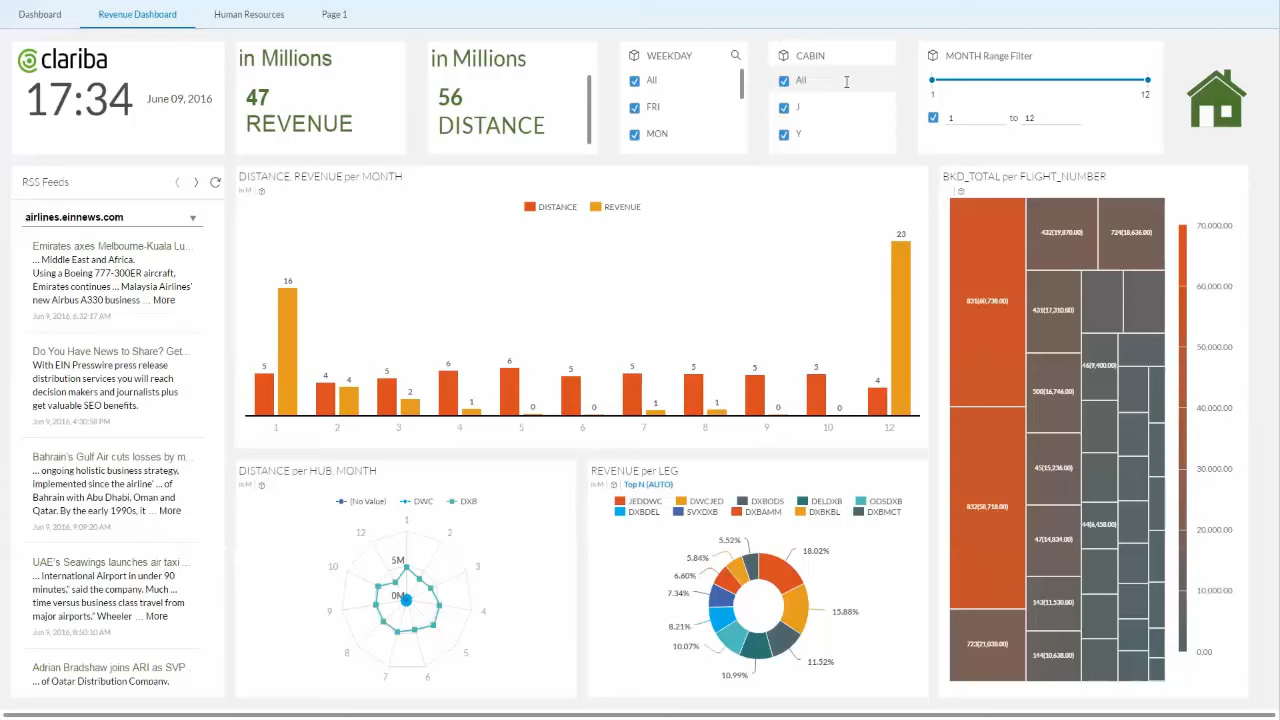 Dashboard
Revenue Dashboard
Human Resources
Page 1
clariba
17:34
June 09, 2016
in Millions
47
REVENUE
in Millions
56
DISTANCE
WEEKDAY
All
FRI
MON
CABIN
All
J
Y
MONTH Range Filter
1
12
1 to 12
RSS Feeds
airlines.einnews.com
Emirates axes Melbourne-Kuala Lu...
... Middle East and Africa.
Using a Boeing 777-300ER aircraft,
Emirates continues ... Malaysia Airlines'
new Airbus A330 business ... More
Jun 9, 2016, 6:32:17 AM
Do You Have News to Share? Get...
With EIN Presswire press release
distribution services you will reach
decision makers and journalists plus
get valuable SEO benefits.
Jun 9, 2016, 4:30:58 PM
Bahrain's Gulf Air cuts losses by m...
... ongoing holistic business strategy,
implemented since the airline' ... of
Bahrain with Abu Dhabi, Oman and
Qatar. By the early 1990s, it ... More
Jun 9, 2016, 9:09:20 AM
UAE's Seawings launches air taxi ...
... International Airport in under 90
minutes," said the company. Much ...
time versus business class travel from
major airports." Wheeler ... More
Jun 9, 2016, 8:50:10 AM
Adrian Bradshaw joins ARI as SVP ...
... of Qatar Distribution Company,
DISTANCE, REVENUE per MONTH
in M
DISTANCE REVENUE
5 16 4 4 5 2 6 1 6 0 5 0 5 1 5 1 5 0 5 0 4 23
1 2 3 4 5 6 7 8 9 10 12
DISTANCE per HUB, MONTH
in M
(No Value) DWC DXB
5M
0M
1
2
3
4
5
6
7
8
9
10
12
REVENUE per LEG
in M Top N (AUTO)
JEDDWC DWCJED DXBODS DELDXB ODSDXB
DXBDEL SVXDXB DXBAMM DXBKBL DXBMCT
18.02%
15.88%
11.52%
10.99%
10.07%
8.21%
7.34%
6.60%
5.84%
5.52%
BKD_TOTAL per FLIGHT_NUMBER
831(60,738.00)
832(58,718.00)
723(21,038.00)
432(19,870.00)
724(18,636.00)
431(17,310.00)
500(16,746.00)
45(15,236.00)
47(14,834.00)
143(11,530.00)
144(10,638.00)
46(9,400.00)
44(6,458.00)
70,000.00
60,000.00
50,000.00
40,000.00
30,000.00
20,000.00
10,000.00
0.00